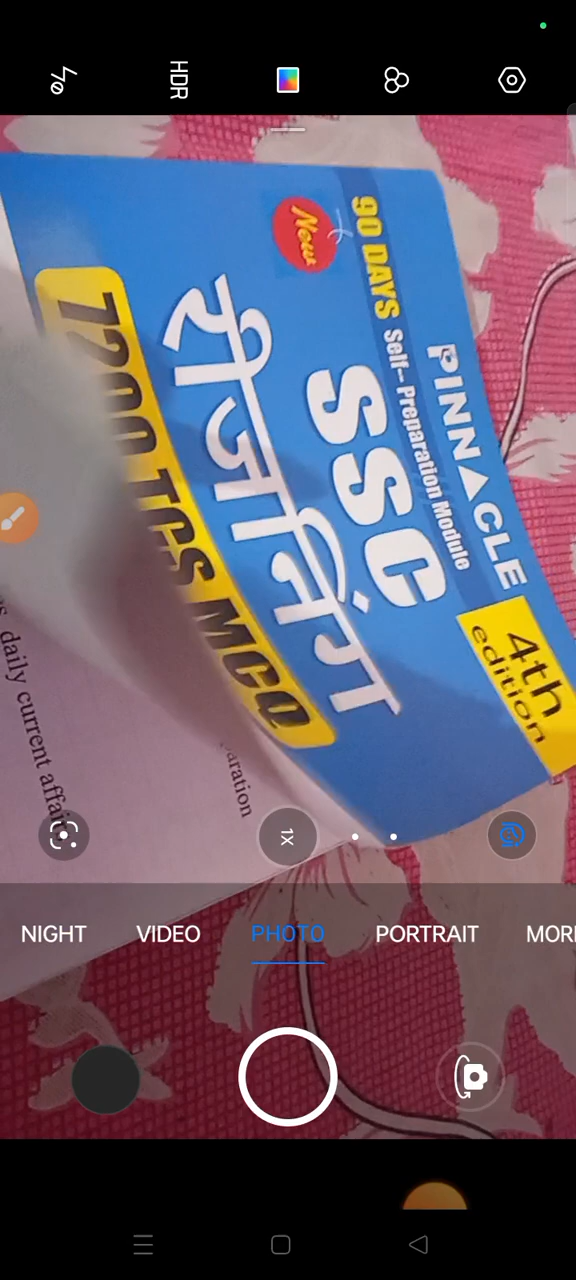 HDR
PINNACLE
4th
edition
90 DAYS Self-- Preparation Module
New
SSC
रीजनिंग
7200 TCS MCQ
daily current affair
1X
NIGHT VIDEO PHOTO PORTRAIT